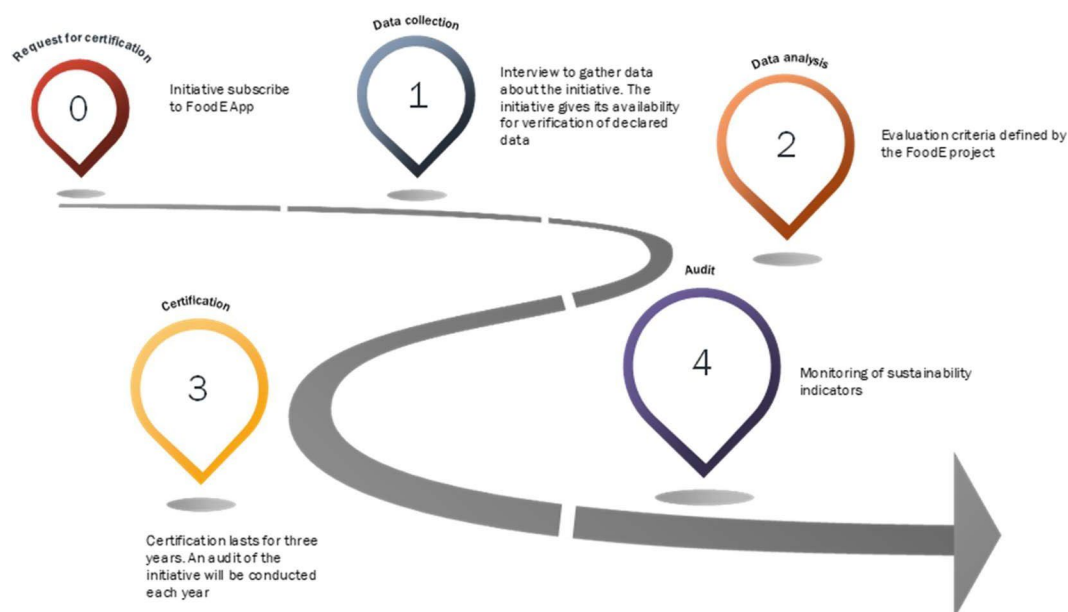 Request for certification
0
Initiative subscribe
to FoodE App
Data collection
1
Interview to gather data
about the initiative. The
initiative gives its availability
for verification of declared
data
Data analysis
2
Evaluation criteria defined by
the FoodE project
Certification
3
Certification lasts for three
years. An audit of the
initiative will be conducted
each year
Audit
4
Monitoring of sustainability
indicators